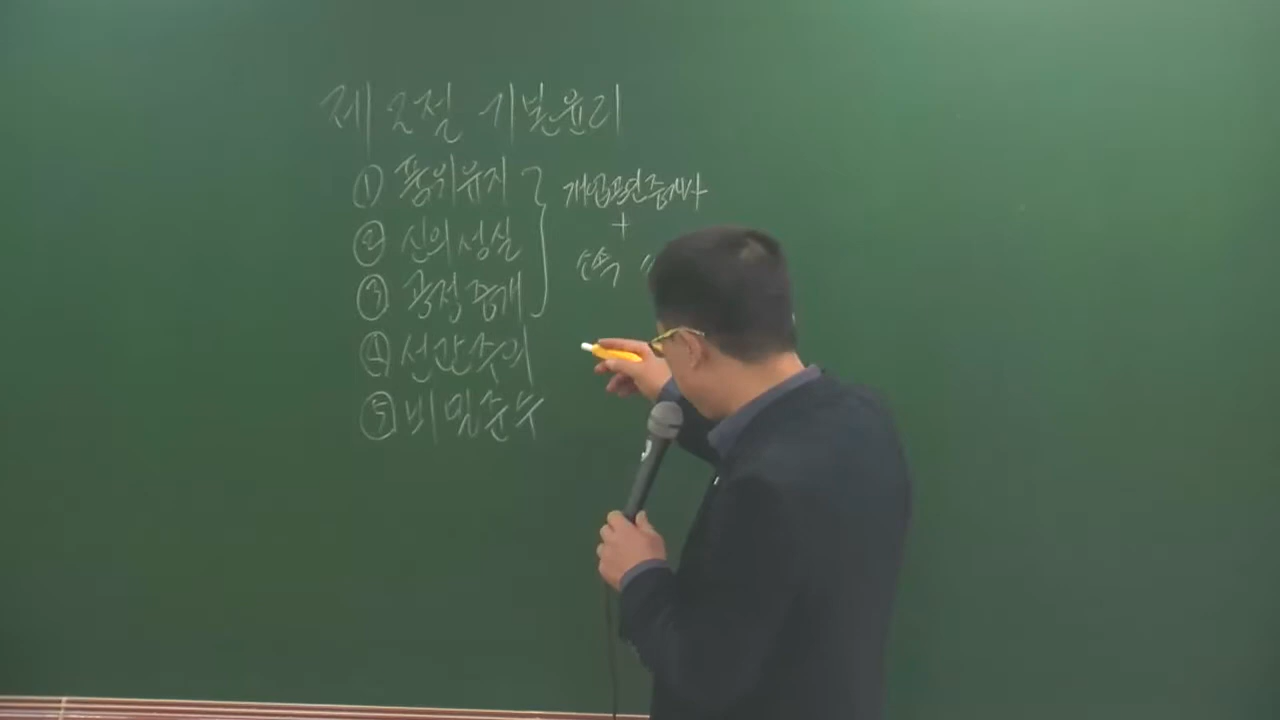 제 2절 기본윤리
① 품위유지
② 신의성실
③ 공정중개
④ 선관주의
⑤ 비밀준수
개업공인중개사
+
소속